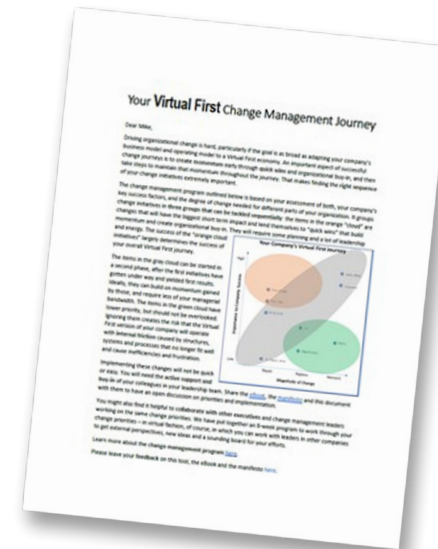 Your Virtual First Change Management Journey
Dear Mike,
Driving organizational change is hard, particularly if the goal is as broad as adapting your company's
business model and operating model to a Virtual First economy. An important aspect of successful
change journeys is to create momentum early through quick wins and organizational buy-in, and then
take steps to maintain that momentum throughout the journey. That makes finding the right sequence
of your change initiatives extremely important.
The change management program outlined below is based on your assessment of both, your company's
key success factors, and the degree of change needed for different parts of your organization. It groups
change initiatives in three groups that can be tackled sequentially: the items in the orange "cloud" are
changes that will have the biggest short term impact and lend themselves to "quick wins" that build
momentum and create organizational buy-in. They will require some planning and a lot of leadership
and energy. The success of the "orange cloud
initiatives" largely determines the success of
your overall Virtual First journey.
The items in the gray cloud can be started in
a second phase, after the first initiatives have
gotten under way and yielded first results.
Ideally, they can build on momentum gained
by those, and require less of your managerial
bandwidth. The items in the green cloud have
lower priority, but should not be overlooked.
Ignoring them creates the risk that the Virtual
First version of your company will operate
with internal friction caused by structures,
systems and processes that no longer fit well
and cause inefficiencies and frustration.
Your Company's Virtual First Journey
Importance to Company Success
High
Low
Magnitude of Change
Implementing these changes will not be quick
or easy. You will need the active support and
buy-in of your colleagues in your leadership team. Share the eBook, the manifesto and this document
with them to have an open discussion on priorities and implementation.
You might also find it helpful to collaborate with other executives and change management leaders
working on the same change priorities. We have put together an 8-week program to work through your
change priorities – in virtual fashion, of course, in which you can work with leaders in other companies
to get external perspectives, new ideas and a sounding board for your efforts.
Learn more about the change management program here.
Please leave your feedback on this tool, the eBook and the manifesto here.